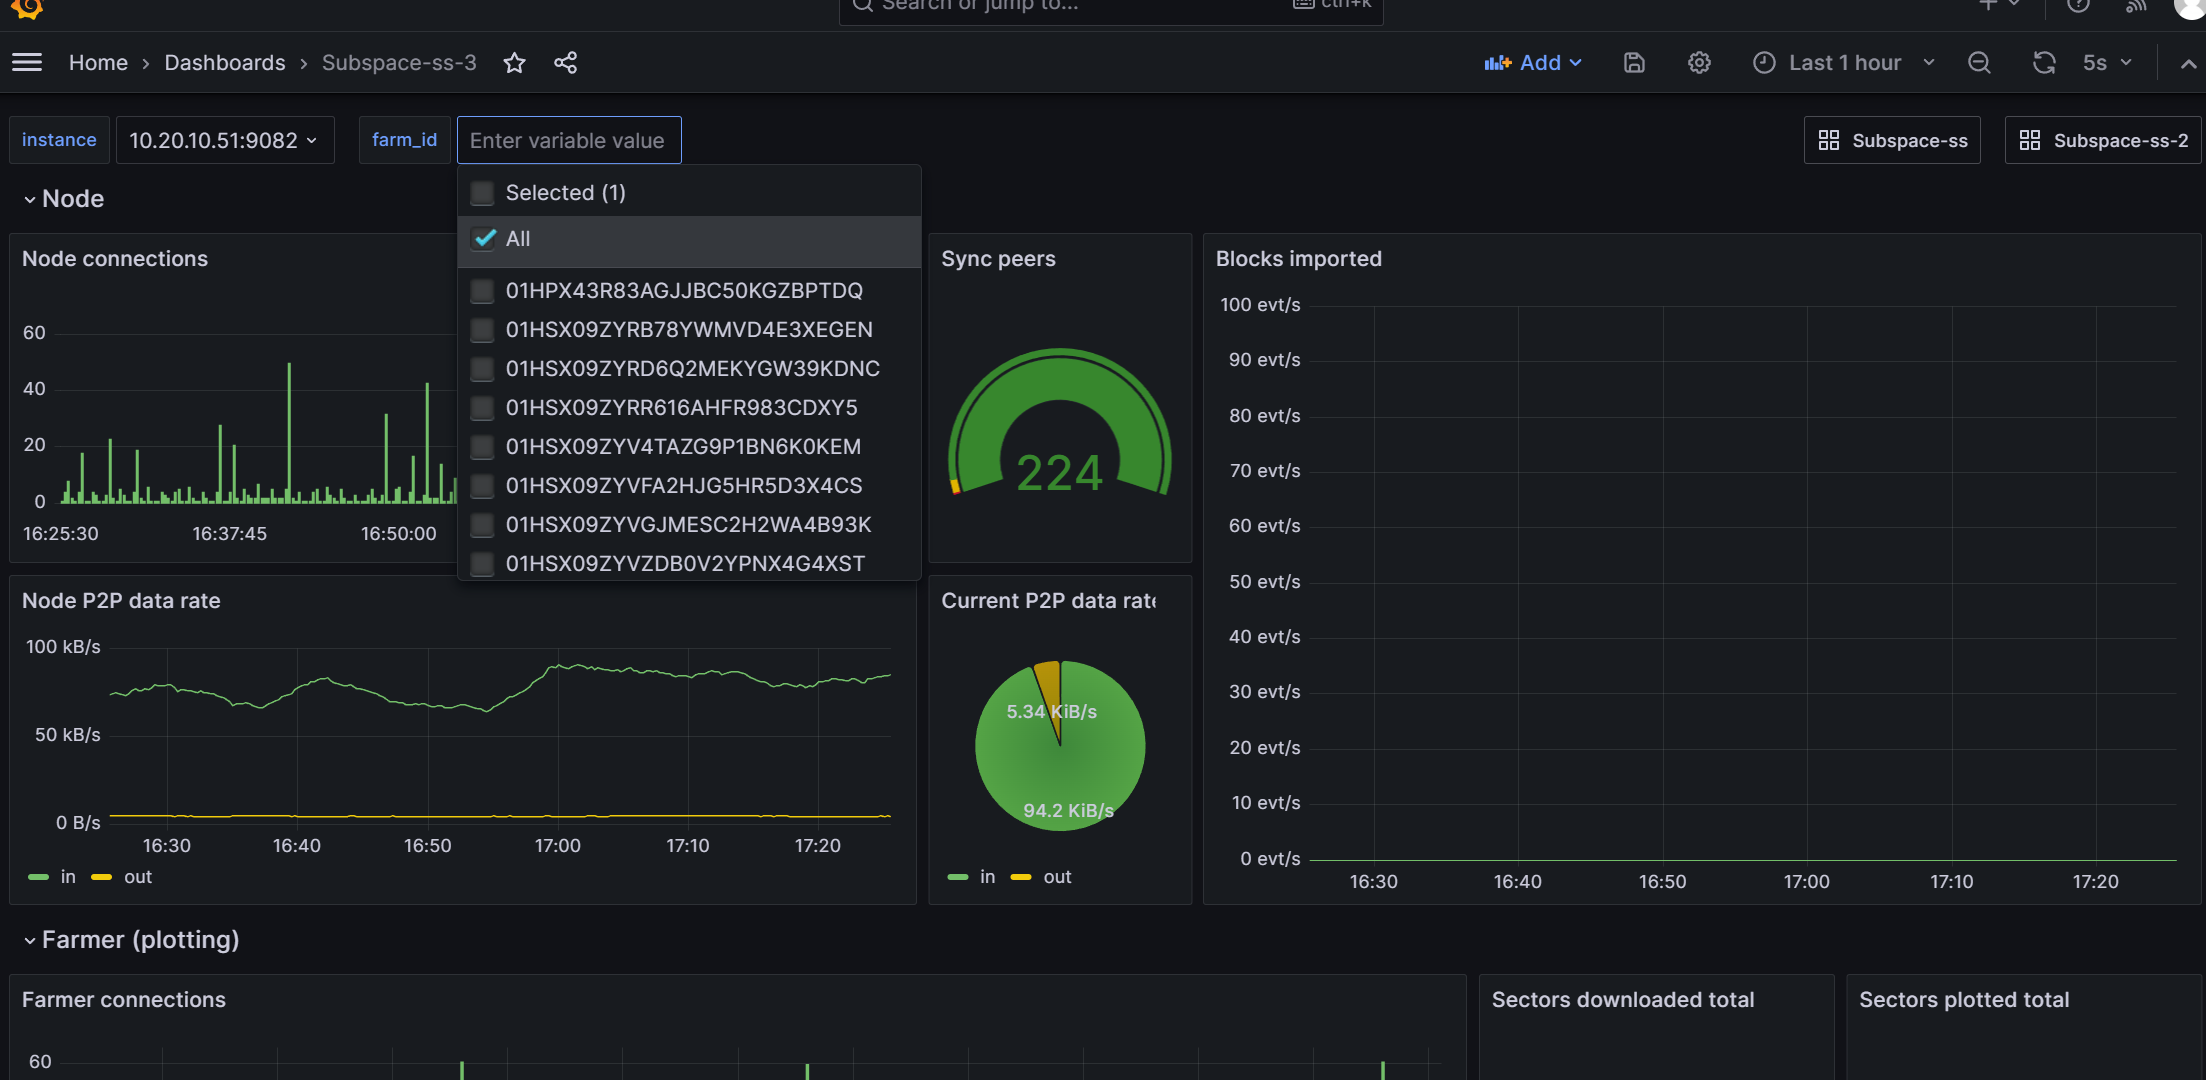 Search or jump to...
ctrl+k
Home
Dashboards
Subspace-ss-3
Add
Last 1 hour
5s
instance
10.20.10.51:9082
farm_id
Enter variable value
Subspace-ss
Subspace-ss-2
Selected (1)
All
01HPX43R83AGJJBC50KGZBPTDQ
01HSX09ZYRB78YWMVD4E3XEGEN
01HSX09ZYRD6Q2MEKYGW39KDNC
01HSX09ZYRR616AHFR983CDXY5
01HSX09ZYV4TAZG9P1BN6K0KEM
01HSX09ZYVFA2HJG5HR5D3X4CS
01HSX09ZYVGJMESC2H2WA4B93K
01HSX09ZYVZDB0V2YPNX4G4XST
Node
Node connections
60
40
20
0
16:25:30
16:37:45
16:50:00
Sync peers
224
Blocks imported
100 evt/s
90 evt/s
80 evt/s
70 evt/s
60 evt/s
50 evt/s
40 evt/s
30 evt/s
20 evt/s
10 evt/s
0 evt/s
16:30
16:40
16:50
17:00
17:10
17:20
Node P2P data rate
100 kB/s
50 kB/s
0 B/s
16:30
16:40
16:50
17:00
17:10
17:20
in
out
Current P2P data rate
5.34 KiB/s
94.2 KiB/s
in
out
Farmer (plotting)
Farmer connections
60
Sectors downloaded total
Sectors plotted total